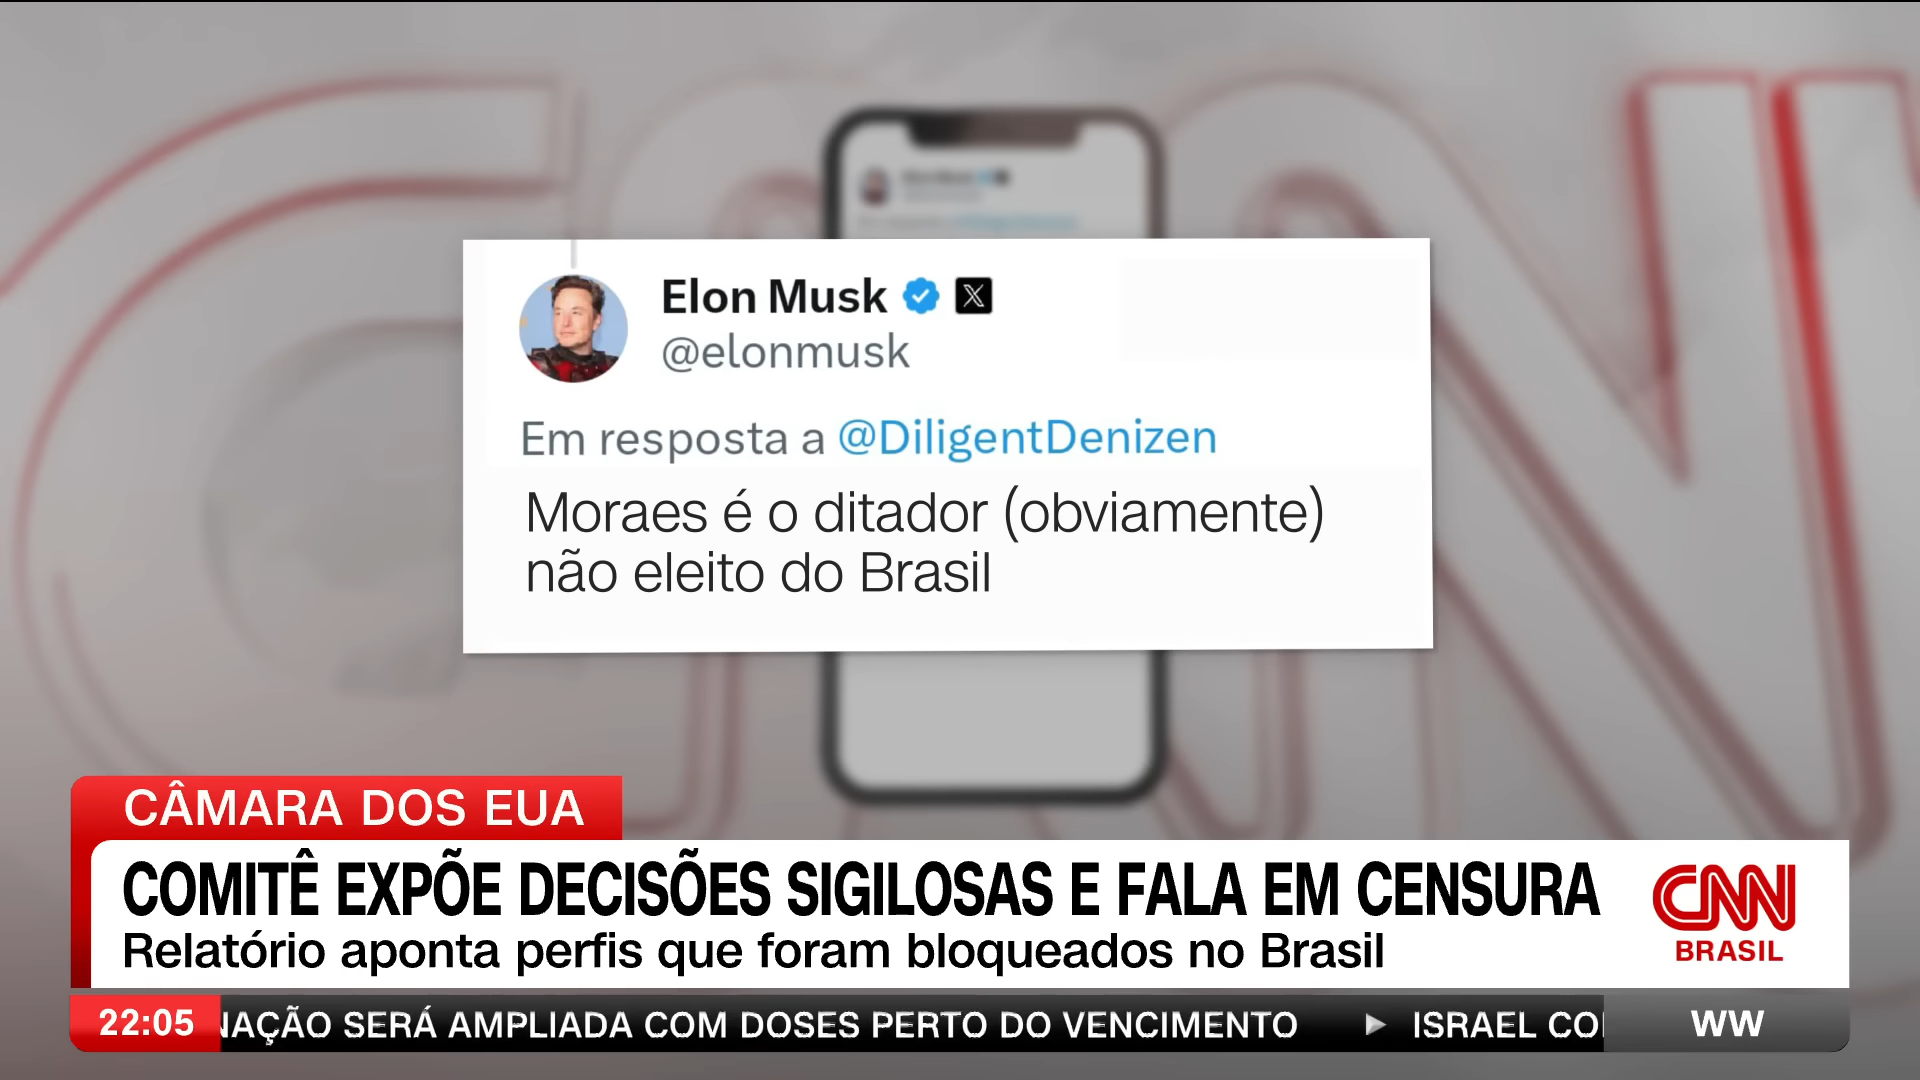 Elon Musk
@elonmusk
Em resposta a @DiligentDenizen
Moraes é o ditador (obviamente)
não eleito do Brasil
CÂMARA DOS EUA
COMITÊ EXPÕE DECISÕES SIGILOSAS E FALA EM CENSURA
Relatório aponta perfis que foram bloqueados no Brasil
CNN
BRASIL
22:05 NAÇÃO SERÁ AMPLIADA COM DOSES PERTO DO VENCIMENTO ISRAEL WW